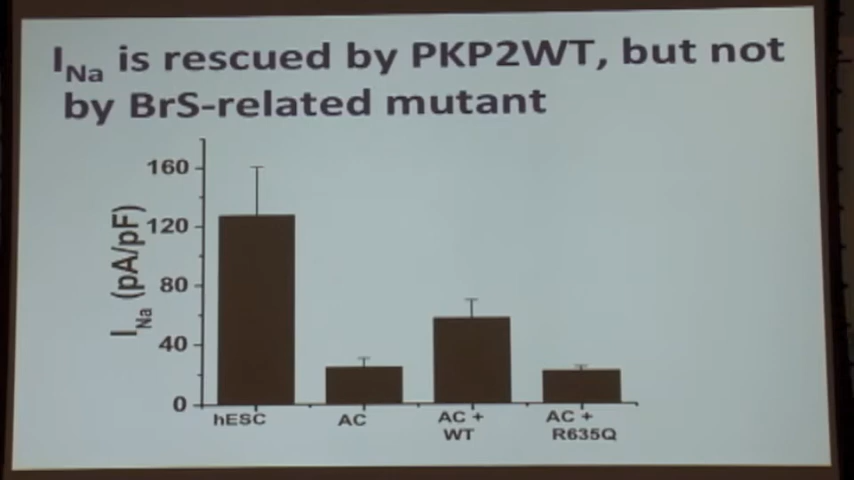 INa is rescued by PKP2WT, but not
by BrS-related mutant
160
120
80
40
0
INa (pA/pF)
hESC
AC
AC +
WT
AC +
R635Q